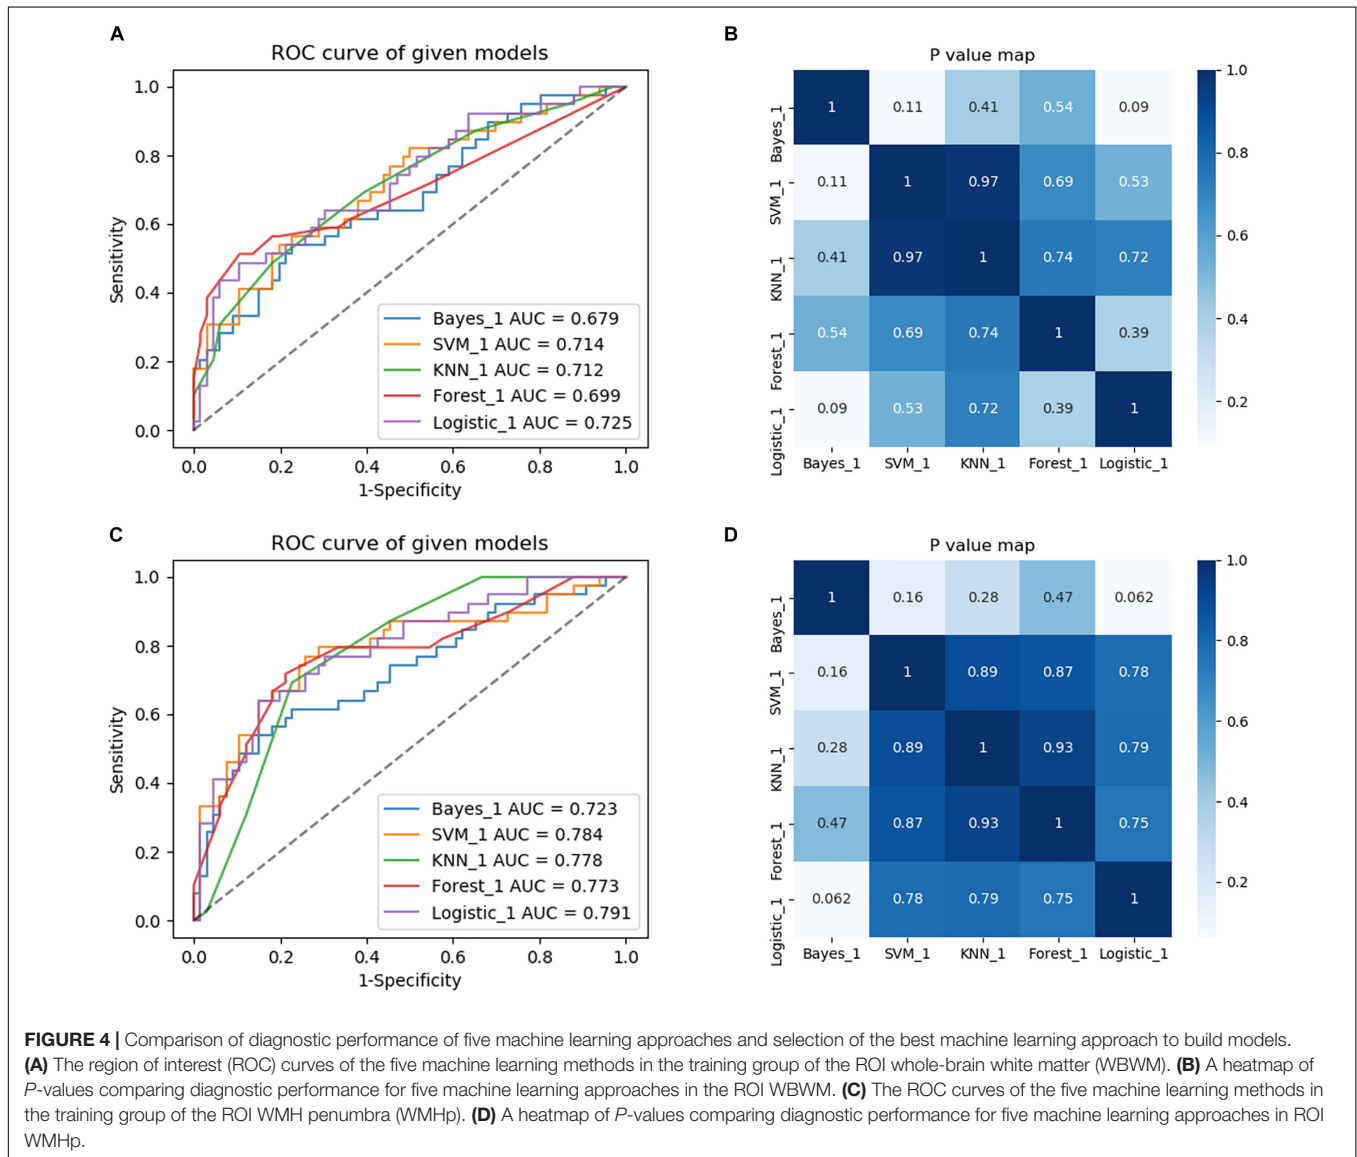 A
ROC curve of given models
1.0
0.8
0.6
0.4
0.2
0.0
Sensitivity
Bayes_1 AUC = 0.679
SVM_1 AUC = 0.714
KNN_1 AUC = 0.712
Forest_1 AUC = 0.699
Logistic_1 AUC = 0.725
0.0 0.2 0.4 0.6 0.8 1.0
1-Specificity
B
P value map
Bayes_1 1 0.11 0.41 0.54 0.09
SVM_1 0.11 1 0.97 0.69 0.53
KNN_1 0.41 0.97 1 0.74 0.72
Forest_1 0.54 0.69 0.74 1 0.39
Logistic_1 0.09 0.53 0.72 0.39 1
Bayes_1 SVM_1 KNN_1 Forest_1 Logistic_1
1.0
0.8
0.6
0.4
0.2
C
ROC curve of given models
1.0
0.8
0.6
0.4
0.2
0.0
Sensitivity
Bayes_1 AUC = 0.723
SVM_1 AUC = 0.784
KNN_1 AUC = 0.778
Forest_1 AUC = 0.773
Logistic_1 AUC = 0.791
0.0 0.2 0.4 0.6 0.8 1.0
1-Specificity
D
P value map
Bayes_1 1 0.16 0.28 0.47 0.062
SVM_1 0.16 1 0.89 0.87 0.78
KNN_1 0.28 0.89 1 0.93 0.79
Forest_1 0.47 0.87 0.93 1 0.75
Logistic_1 0.062 0.78 0.79 0.75 1
Bayes_1 SVM_1 KNN_1 Forest_1 Logistic_1
1.0
0.8
0.6
0.4
0.2
FIGURE 4 | Comparison of diagnostic performance of five machine learning approaches and selection of the best machine learning approach to build models.
(A) The region of interest (ROC) curves of the five machine learning methods in the training group of the ROI whole-brain white matter (WBWM). (B) A heatmap of
P-values comparing diagnostic performance for five machine learning approaches in the ROI WBWM. (C) The ROC curves of the five machine learning methods in
the training group of the ROI WMH penumbra (WMHp). (D) A heatmap of P-values comparing diagnostic performance for five machine learning approaches in ROI
WMHp.